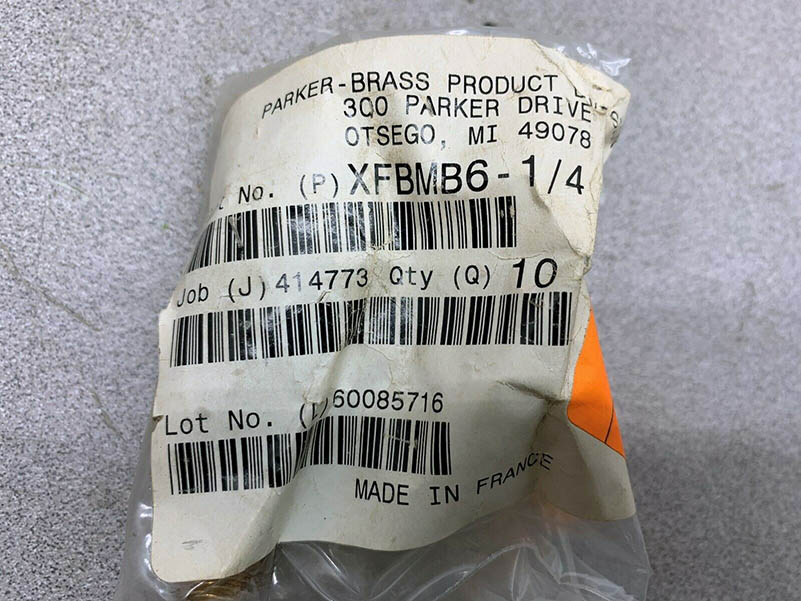 PARKER-BRASS PRODUCT
300 PARKER DRIVE
OTSEGO, MI 49078
No. (P) XFBMB6-1/4
Job (J) 414773 Qty (Q) 10
Lot No. (L) 60085716
MADE IN FRANCE